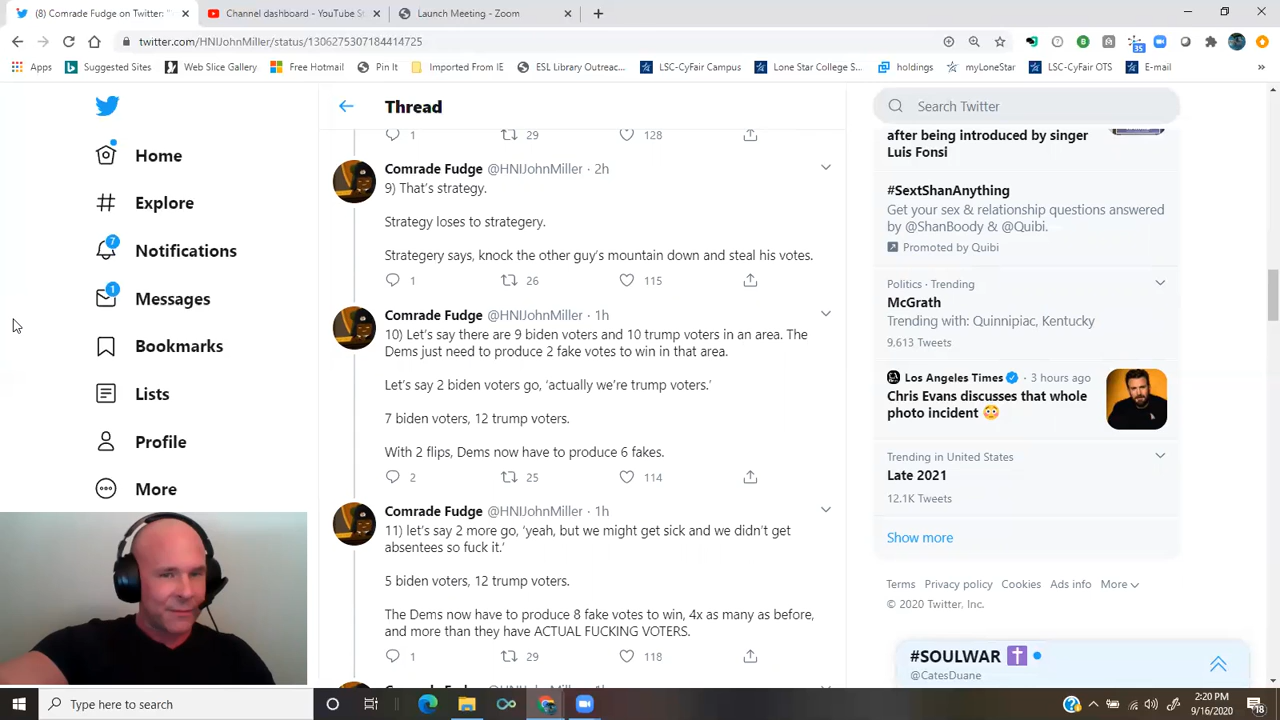 (8) Comrade Fudge on Twitter: "
Channel dashboard - YouTube St
Launch Meeting - Zoom
twitter.com/HNIJohnMiller/status/1306275307184414725
Apps
Suggested Sites
Web Slice Gallery
Free Hotmail
Pin It
Imported From IE
ESL Library Outreac...
LSC-CyFair Campus
Lone Star College S...
holdings
myLoneStar
LSC-CyFair OTS
E-mail
»
35
Home
Explore
7
Notifications
1
Messages
Bookmarks
Lists
Profile
More
Thread
1 29 128
Comrade Fudge @HNIJohnMiller · 2h
9) That's strategy.
Strategy loses to strategery.
Strategery says, knock the other guy's mountain down and steal his votes.
1 26 115
Comrade Fudge @HNIJohnMiller · 1h
10) Let's say there are 9 biden voters and 10 trump voters in an area. The
Dems just need to produce 2 fake votes to win in that area.
Let's say 2 biden voters go, 'actually we're trump voters.'
7 biden voters, 12 trump voters.
With 2 flips, Dems now have to produce 6 fakes.
2 25 114
Comrade Fudge @HNIJohnMiller · 1h
11) let's say 2 more go, 'yeah, but we might get sick and we didn't get
absentees so fuck it.'
5 biden voters, 12 trump voters.
The Dems now have to produce 8 fake votes to win, 4x as many as before,
and more than they have ACTUAL FUCKING VOTERS.
1 29 118
Search Twitter
after being introduced by singer
Luis Fonsi
#SextShanAnything
Get your sex & relationship questions answered
by @ShanBoody & @Quibi.
Promoted by Quibi
Politics · Trending
McGrath
Trending with: Quinnipiac, Kentucky
9,613 Tweets
Los Angeles Times · 3 hours ago
Chris Evans discusses that whole
photo incident 😳
Trending in United States
Late 2021
12.1K Tweets
Show more
Terms Privacy policy Cookies Ads info More
© 2020 Twitter, Inc.
#SOULWAR ✝️
@CatesDuane
Type here to search
2:20 PM
9/16/2020
18